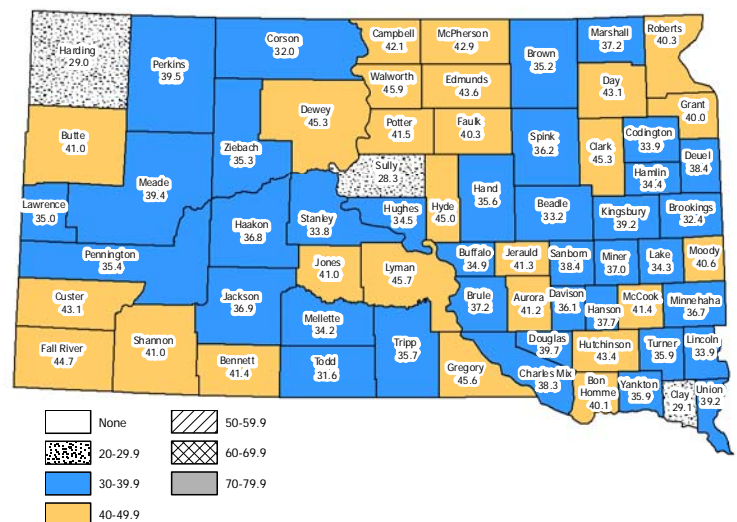 Harding
29.0
Perkins
39.5
Corson
32.0
Campbell
42.1
McPherson
42.9
Brown
35.2
Marshall
37.2
Roberts
40.3
Walworth
45.9
Edmunds
43.6
Day
43.1
Grant
40.0
Butte
41.0
Ziebach
35.3
Dewey
45.3
Potter
41.5
Faulk
40.3
Spink
36.2
Clark
45.3
Codington
33.9
Hamlin
34.4
Deuel
38.4
Lawrence
35.0
Meade
39.4
Haakon
36.8
Stanley
33.8
Sully
28.3
Hughes
34.5
Hyde
45.0
Hand
35.6
Beadle
33.2
Kingsbury
39.2
Brookings
32.4
Pennington
35.4
Jackson
36.9
Jones
41.0
Lyman
45.7
Buffalo
34.9
Jerauld
41.3
Sanborn
38.4
Miner
37.0
Lake
34.3
Moody
40.6
Custer
43.1
Mellette
34.2
Tripp
35.7
Brule
37.2
Aurora
41.2
Davison
36.1
Hanson
37.7
McCook
41.4
Minnehaha
36.7
Fall River
44.7
Shannon
41.0
Bennett
41.4
Todd
31.6
Gregory
45.6
Charles Mix
38.3
Douglas
39.7
Hutchinson
43.4
Turner
35.9
Lincoln
33.9
Bon
Homme
40.1
Yankton
35.9
Clay
29.1
Union
39.2
None
20-29.9
30-39.9
40-49.9
50-59.9
60-69.9
70-79.9